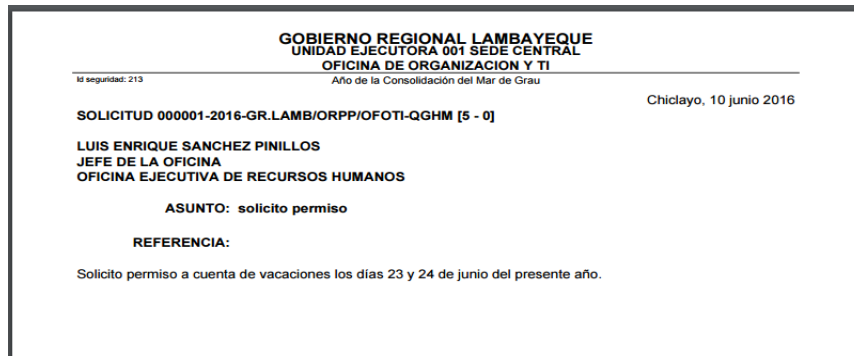 GOBIERNO REGIONAL LAMBAYEQUE
UNIDAD EJECUTORA 001 SEDE CENTRAL
OFICINA DE ORGANIZACION Y TI
Id seguridad: 213
Año de la Consolidación del Mar de Grau
Chiclayo, 10 junio 2016
SOLICITUD 000001-2016-GR.LAMB/ORPP/OFOTI-QGHM [5 - 0]
LUIS ENRIQUE SANCHEZ PINILLOS
JEFE DE LA OFICINA
OFICINA EJECUTIVA DE RECURSOS HUMANOS
ASUNTO: solicito permiso
REFERENCIA:
Solicito permiso a cuenta de vacaciones los días 23 y 24 de junio del presente año.